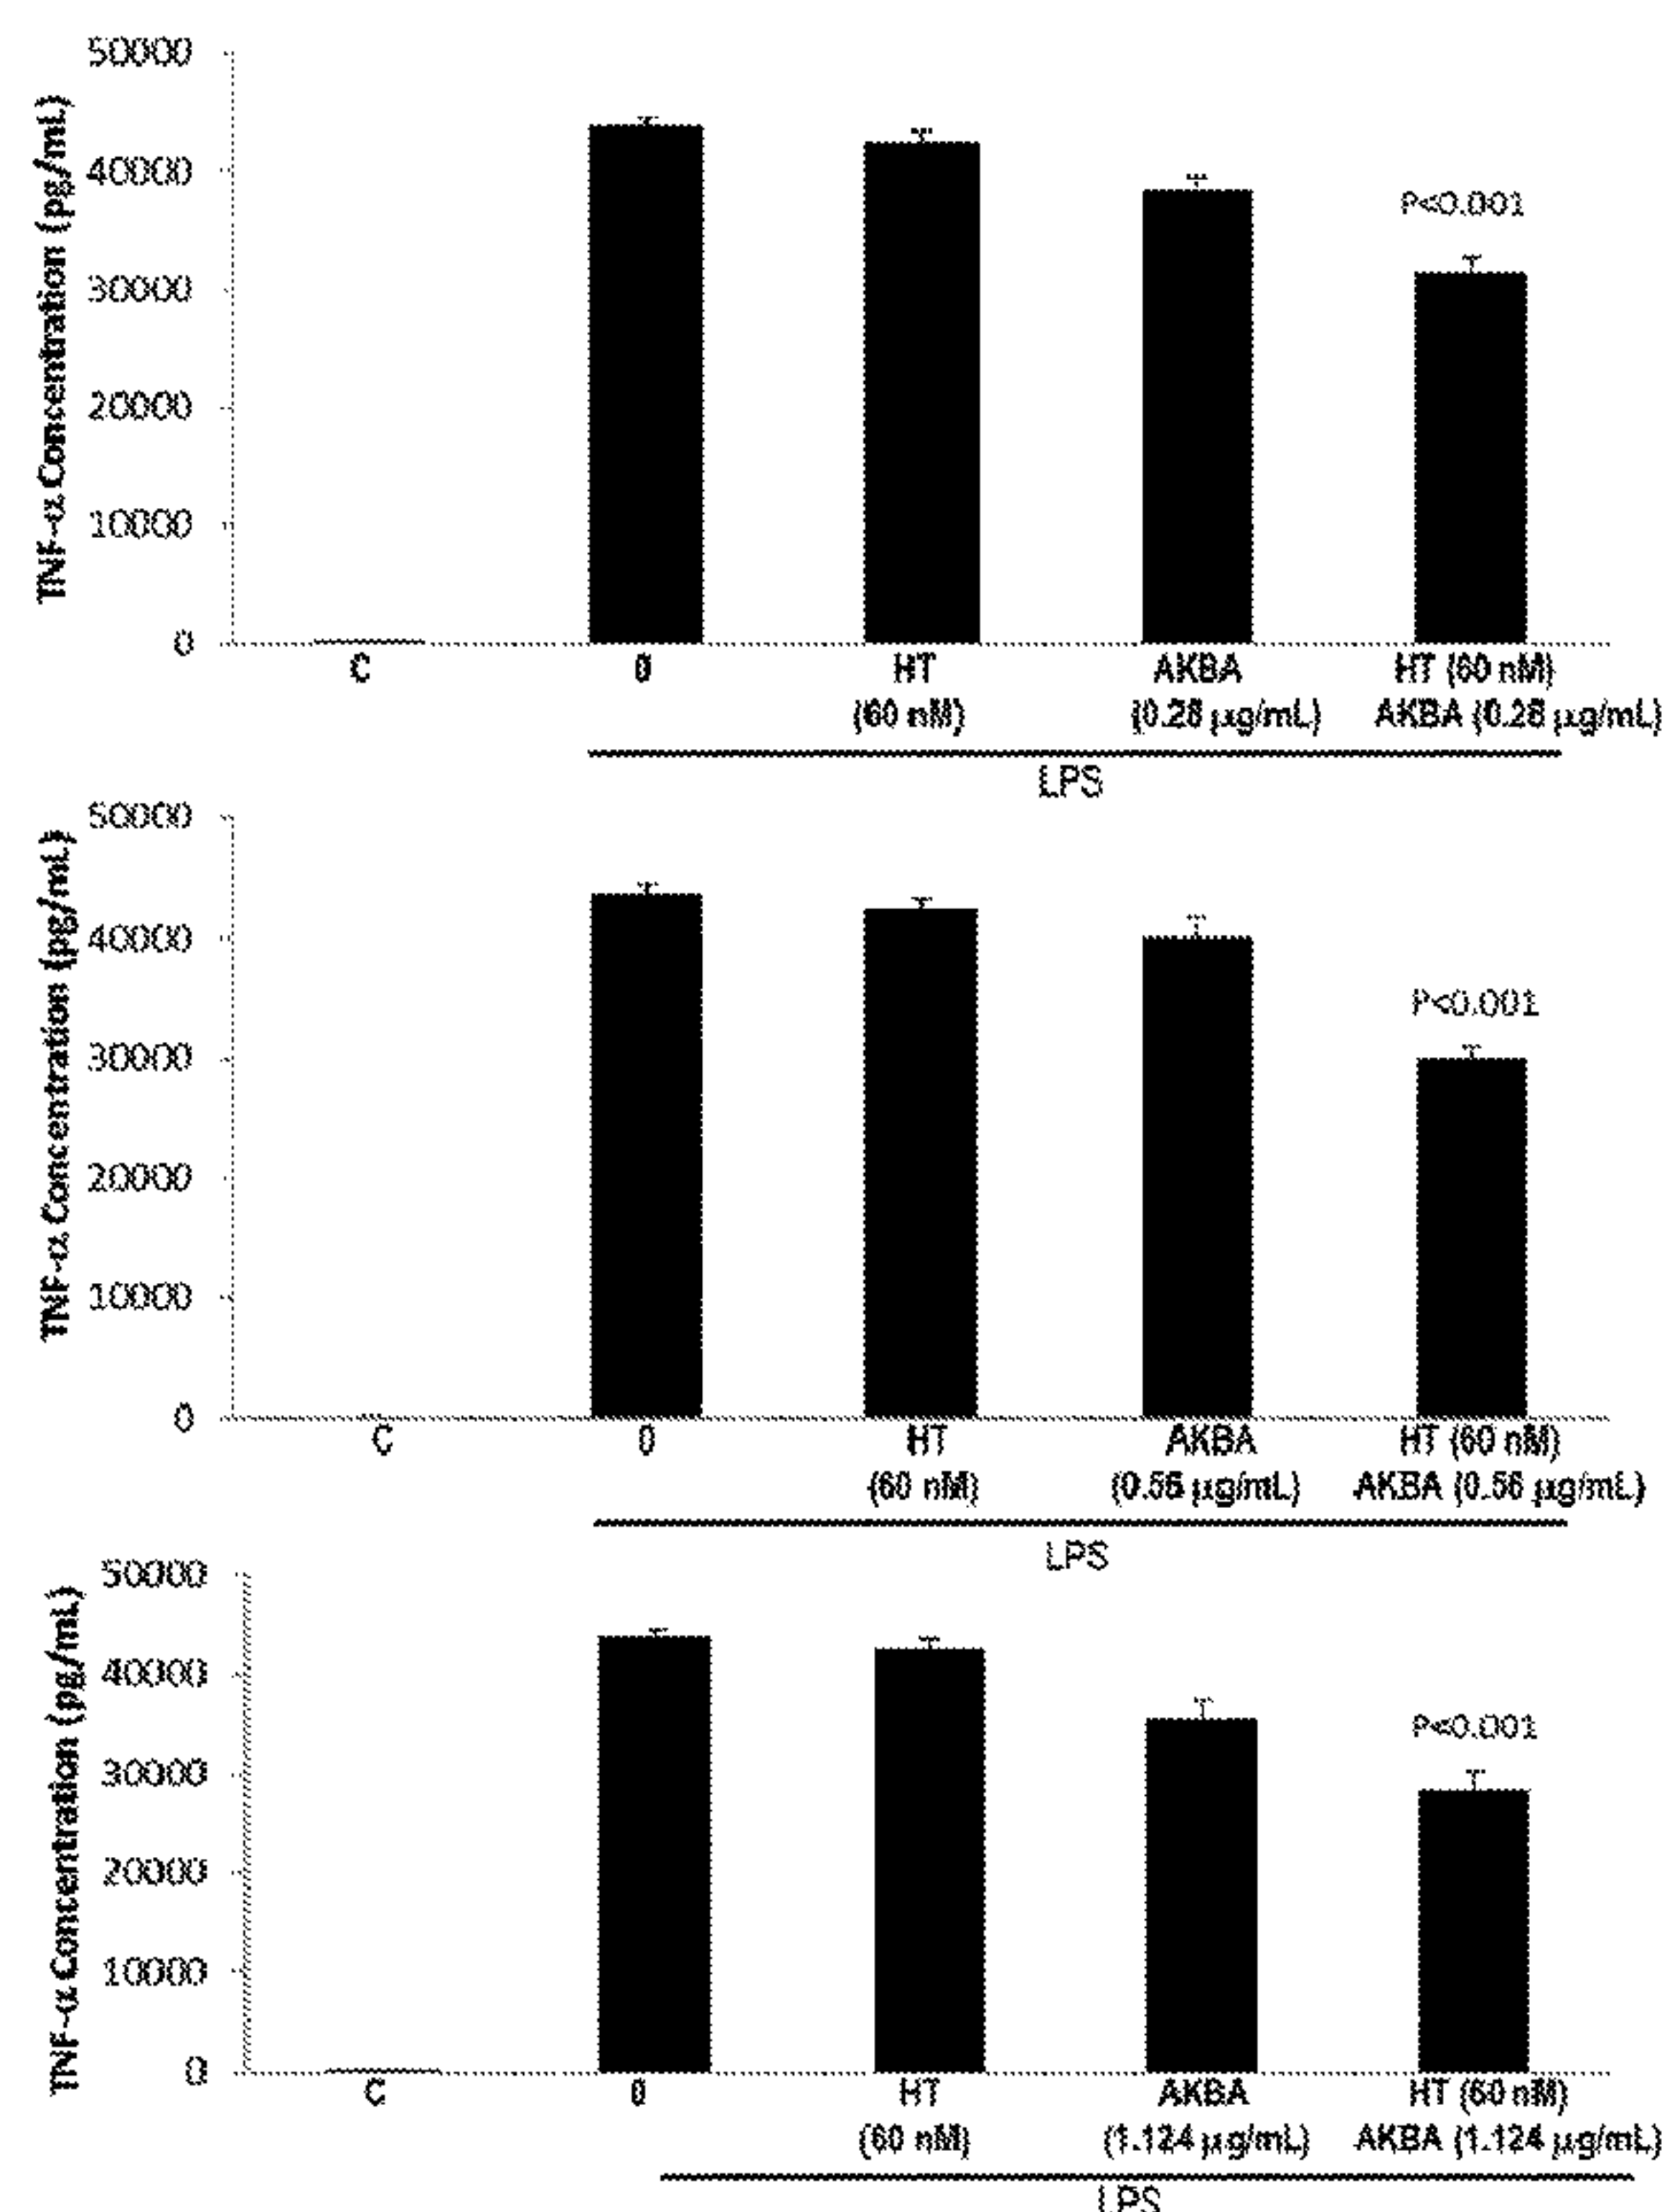 TNF-α Concentration (pg/mL)
50000
40000
30000
20000
10000
0
P<0.001
C 0 HT AKBA HT (60 nM)
(60 nM) (0.28 µg/mL) AKBA (0.28 µg/mL)
LPS
TNF-α Concentration (pg/mL)
50000
40000
30000
20000
10000
0
P<0.001
C 0 HT AKBA HT (60 nM)
(60 nM) (0.56 µg/mL) AKBA (0.56 µg/mL)
LPS
TNF-α Concentration (pg/mL)
50000
40000
30000
20000
10000
0
P<0.001
C 0 HT AKBA HT (60 nM)
(60 nM) (1.124 µg/mL) AKBA (1.124 µg/mL)
LPS